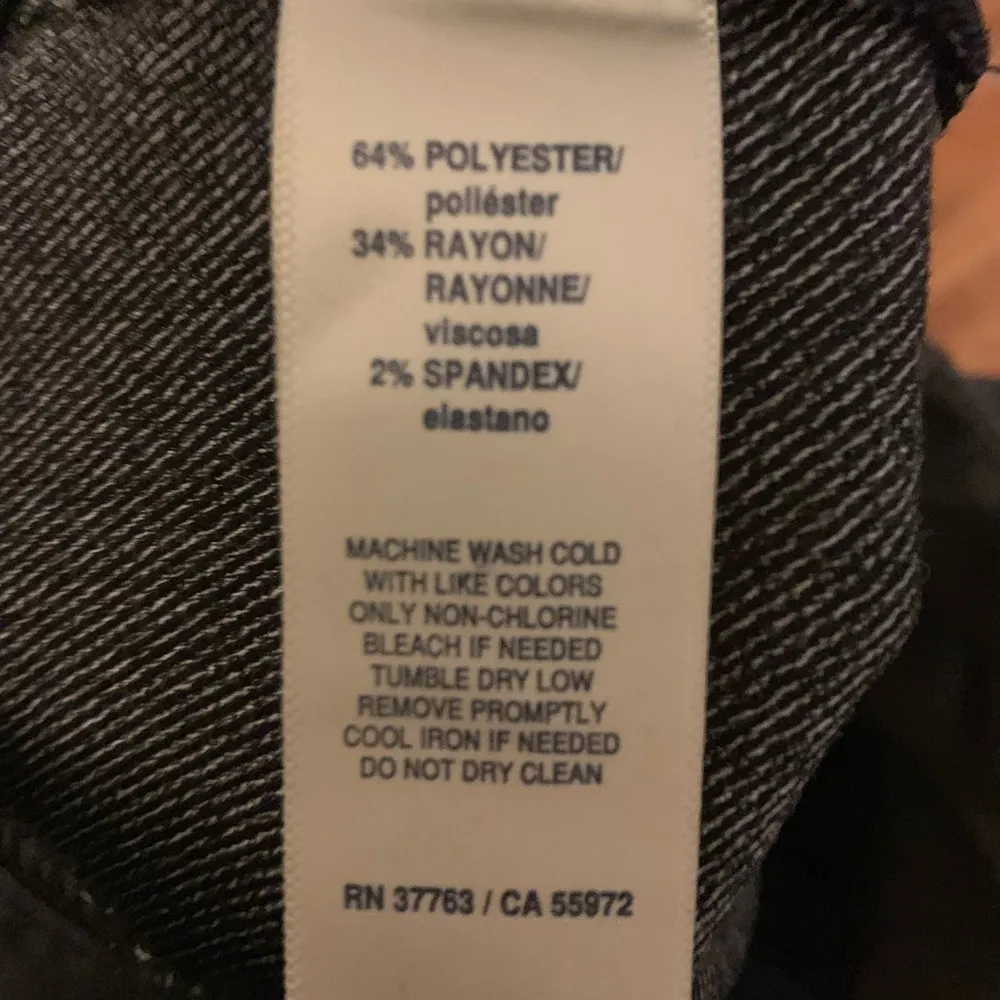 64% POLYESTER/
poliéster
34% RAYON/
RAYONNE/
viscosa
2% SPANDEX/
elastano
MACHINE WASH COLD
WITH LIKE COLORS
ONLY NON-CHLORINE
BLEACH IF NEEDED
TUMBLE DRY LOW
REMOVE PROMPTLY
COOL IRON IF NEEDED
DO NOT DRY CLEAN
RN 37763 / CA 55972